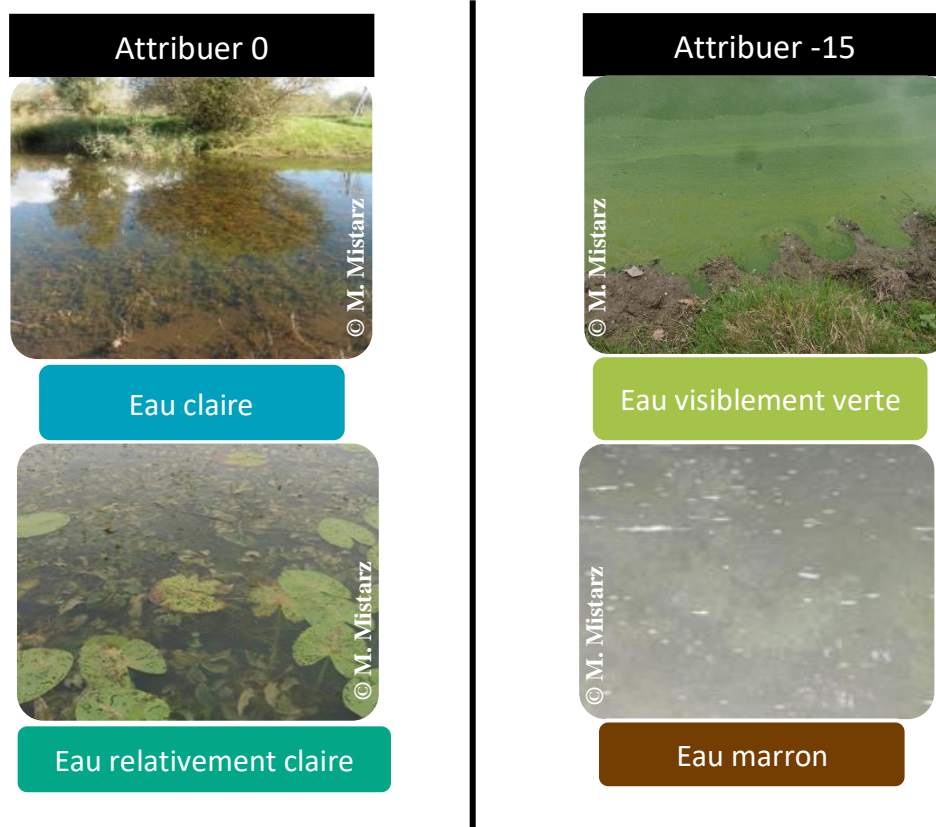 Attribuer 0
© M. Mistarz
Eau claire
© M. Mistarz
Eau relativement claire
Attribuer -15
© M. Mistarz
Eau visiblement verte
© M. Mistarz
Eau marron